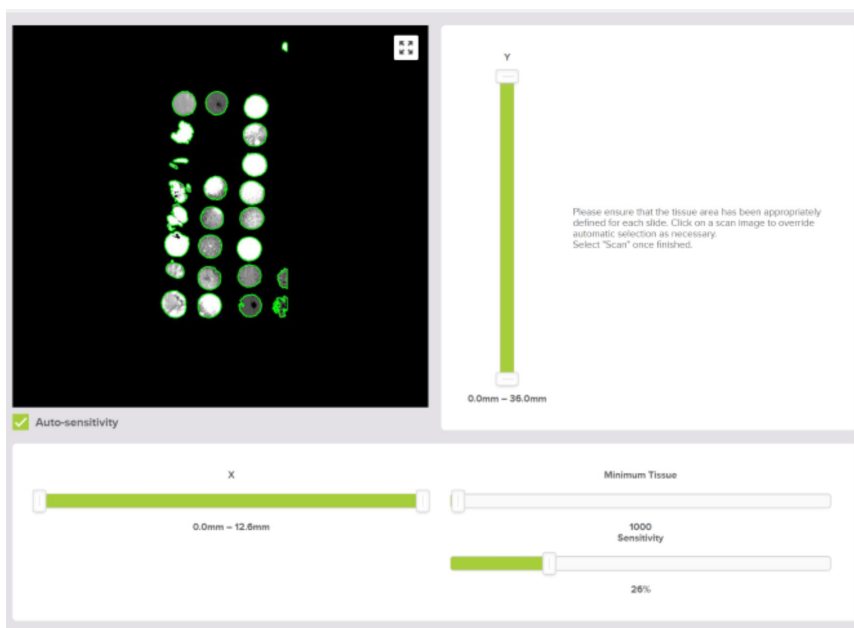 Y
Please ensure that the tissue area has been appropriately
defined for each slide. Click on a scan image to override
automatic selection as necessary.
Select "Scan" once finished.
0.0mm – 36.0mm
Auto-sensitivity
X
0.0mm – 12.6mm
Minimum Tissue
1000
Sensitivity
26%